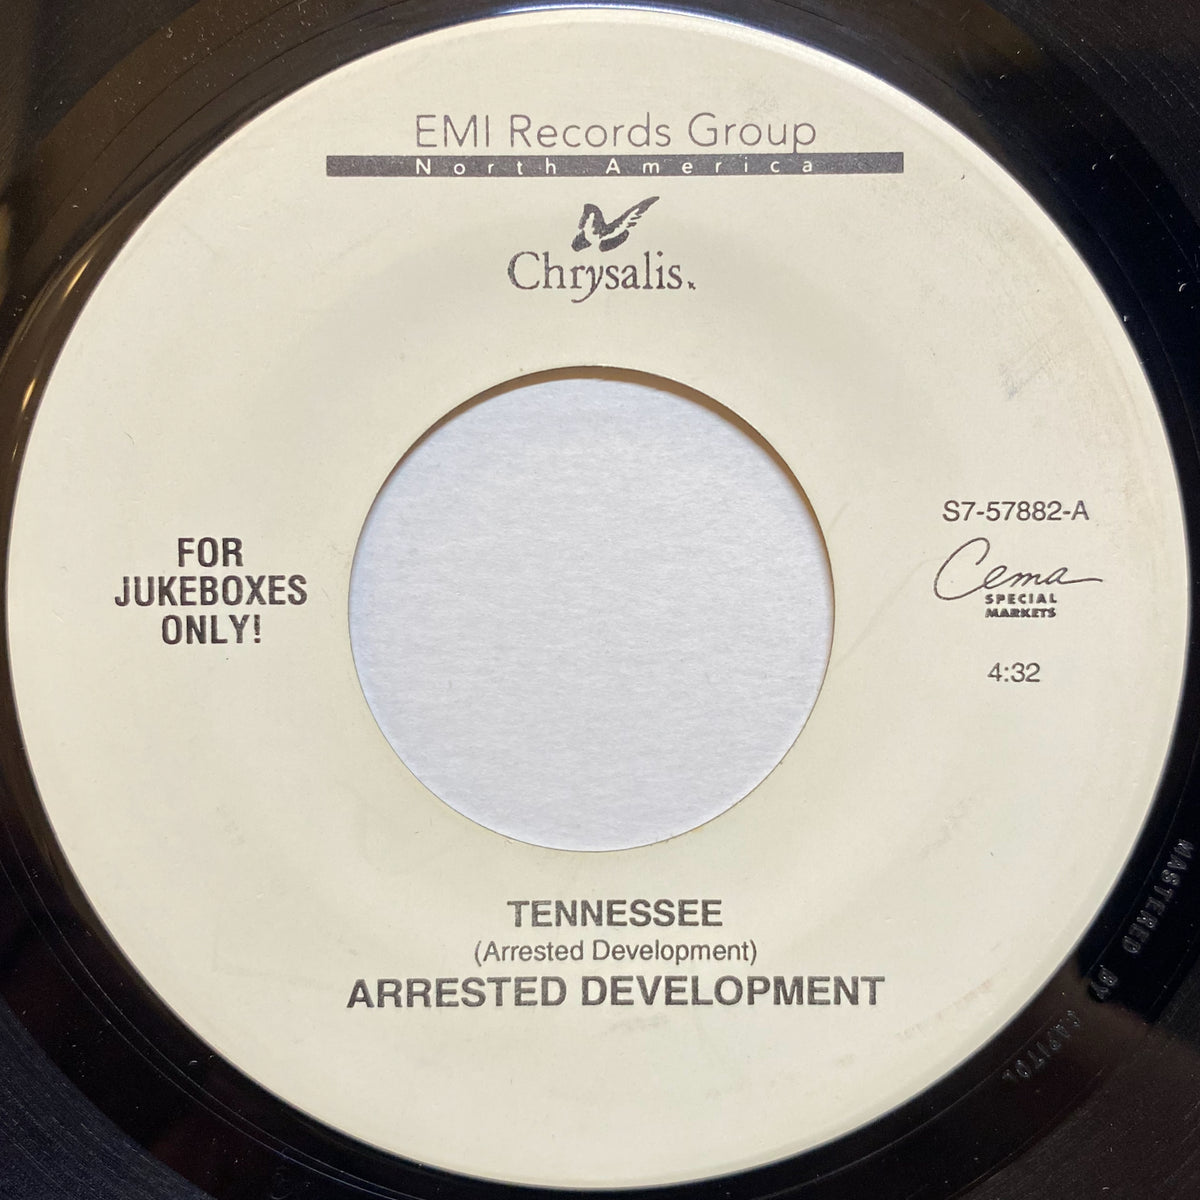 EMI Records Group
North America
Chrysalis.
FOR
JUKEBOXES
ONLY!
S7-57882-A
Cema
SPECIAL
MARKETS
4:32
TENNESSEE
(Arrested Development)
ARRESTED DEVELOPMENT
MASTERED BY CAPITOL